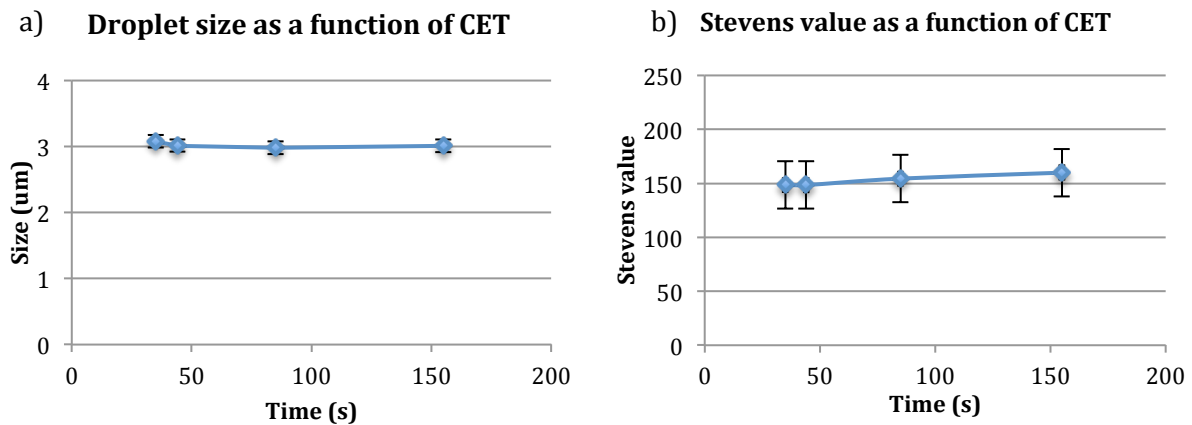 a) Droplet size as a function of CET
4
3
2
1
0
Size (um)
0 50 100 150 200
Time (s)
b) Stevens value as a function of CET
250
200
150
100
50
0
Stevens value
0 50 100 150 200
Time (s)